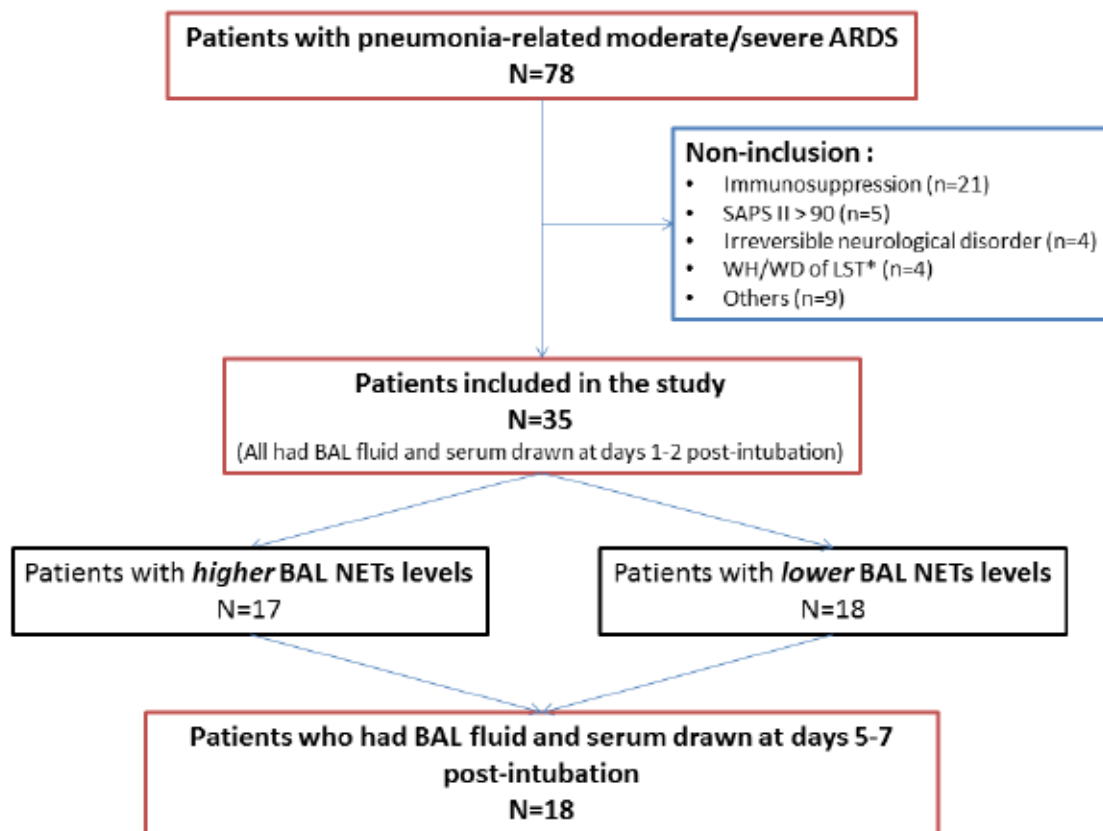 Patients with pneumonia-related moderate/severe ARDS
N=78
Non-inclusion :
• Immunosuppression (n=21)
• SAPS II > 90 (n=5)
• Irreversible neurological disorder (n=4)
• WH/WD of LST* (n=4)
• Others (n=9)
Patients included in the study
N=35
(All had BAL fluid and serum drawn at days 1-2 post-intubation)
Patients with higher BAL NETs levels
N=17
Patients with lower BAL NETs levels
N=18
Patients who had BAL fluid and serum drawn at days 5-7
post-intubation
N=18